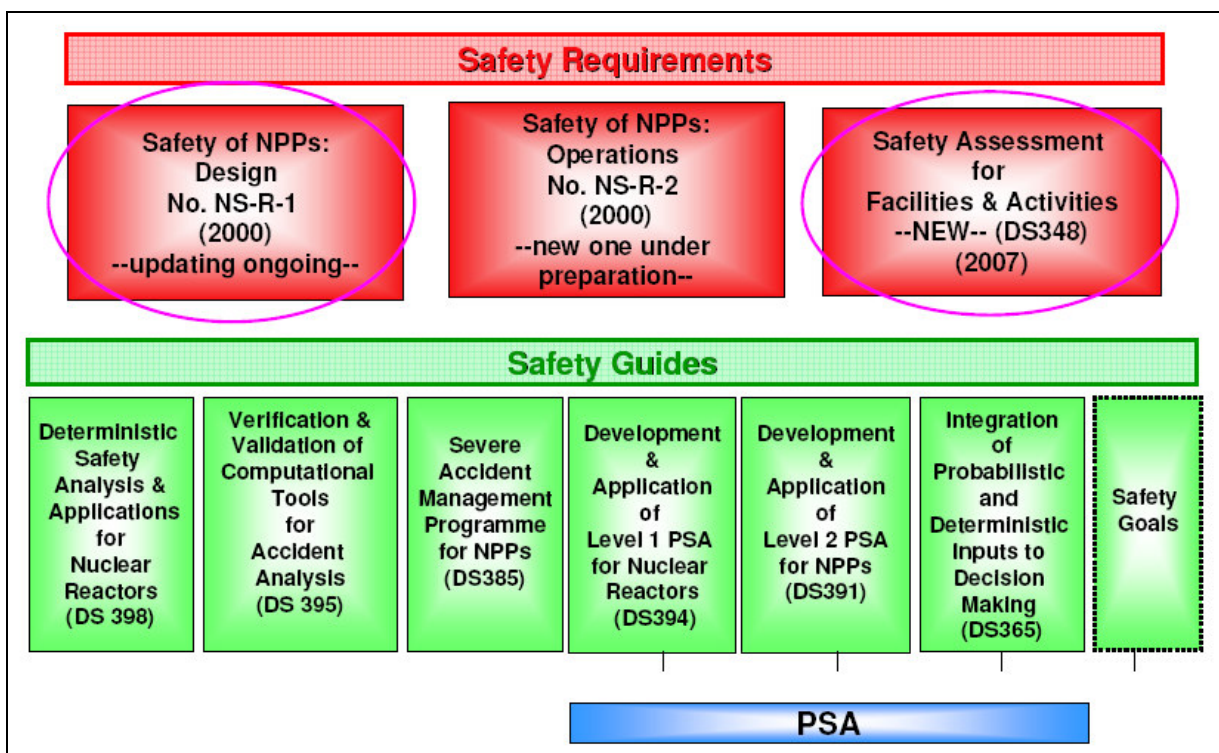 Safety Requirements
Safety of NPPs:
Design
No. NS-R-1
(2000)
--updating ongoing--
Safety of NPPs:
Operations
No. NS-R-2
(2000)
--new one under
preparation--
Safety Assessment
for
Facilities & Activities
--NEW-- (DS348)
(2007)
Safety Guides
Deterministic
Safety
Analysis &
Applications
for
Nuclear
Reactors
(DS 398)
Verification &
Validation of
Computational
Tools
for
Accident
Analysis
(DS 395)
Severe
Accident
Management
Programme
for NPPs
(DS385)
Development
&
Application
of
Level 1 PSA
for Nuclear
Reactors
(DS394)
Development
&
Application
of
Level 2 PSA
for NPPs
(DS391)
Integration
of
Probabilistic
and
Deterministic
Inputs to
Decision
Making
(DS365)
Safety
Goals
PSA